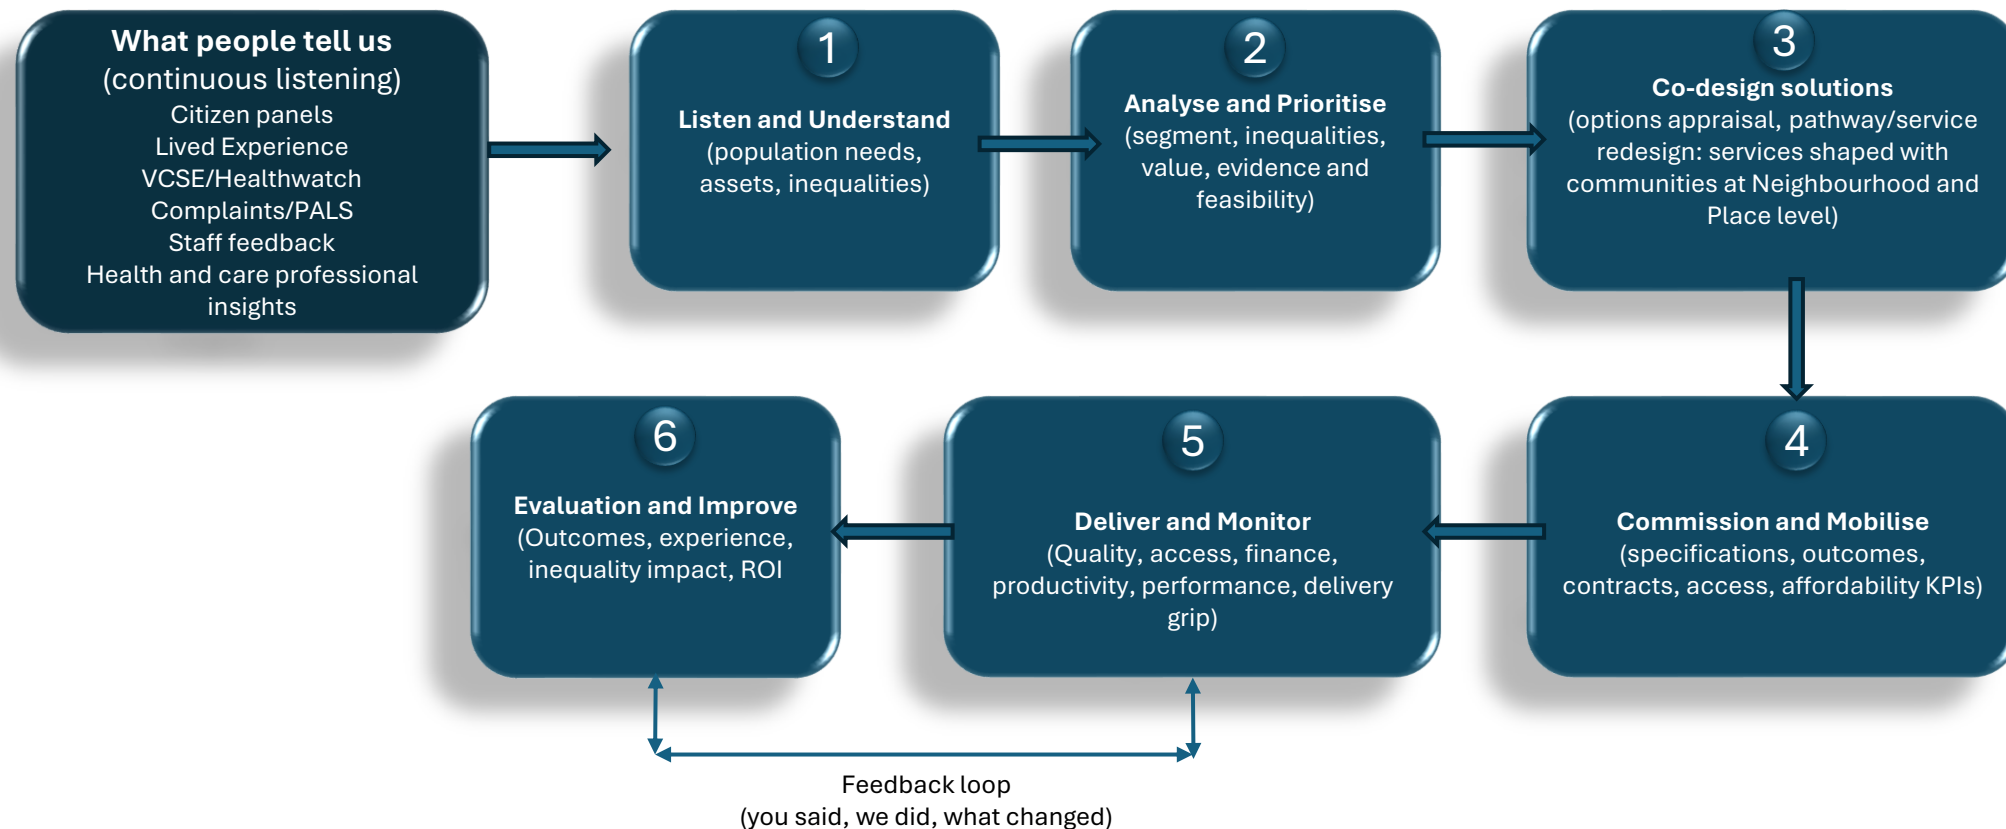 What people tell us
(continuous listening)
Citizen panels
Lived Experience
VCSE/Healthwatch
Complaints/PALS
Staff feedback
Health and care professional
insights
1
Listen and Understand
(population needs,
assets, inequalities)
2
Analyse and Prioritise
(segment, inequalities,
value, evidence and
feasibility)
3
Co-design solutions
(options appraisal, pathway/service
redesign: services shaped with
communities at Neighbourhood and
Place level)
4
Commission and Mobilise
(specifications, outcomes,
contracts, access, affordability KPIs)
5
Deliver and Monitor
(Quality, access, finance,
productivity, performance, delivery
grip)
6
Evaluation and Improve
(Outcomes, experience,
inequality impact, ROI
Feedback loop
(you said, we did, what changed)